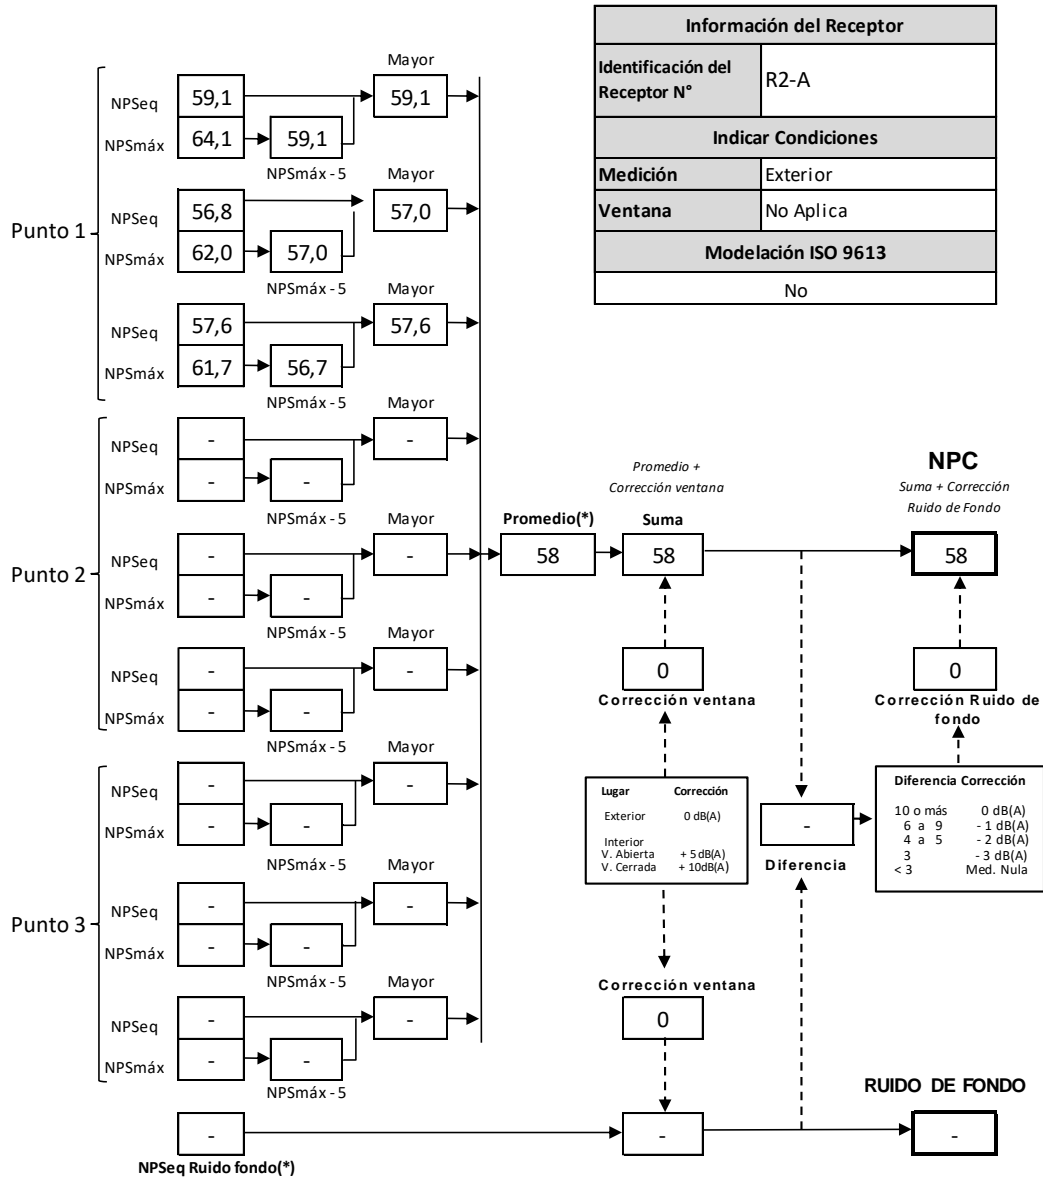 Información del Receptor
Identificación del
Receptor N°
R2-A
Indicar Condiciones
Medición
Exterior
Ventana
No Aplica
Modelación ISO 9613
No
Punto 1
Mayor
NPSeq
59,1
59,1
NPSmáx
64,1
59,1
NPSmáx - 5
Mayor
NPSeq
56,8
57,0
NPSmáx
62,0
57,0
NPSmáx - 5
Mayor
NPSeq
57,6
57,6
NPSmáx
61,7
56,7
NPSmáx - 5
Punto 2
Mayor
NPSeq
-
-
NPSmáx
-
-
NPSmáx - 5
Mayor
NPSeq
-
-
NPSmáx
-
-
NPSmáx - 5
Mayor
NPSeq
-
-
NPSmáx
-
-
NPSmáx - 5
Punto 3
Mayor
NPSeq
-
-
NPSmáx
-
-
NPSmáx - 5
Mayor
NPSeq
-
-
NPSmáx
-
-
NPSmáx - 5
Mayor
NPSeq
-
-
NPSmáx
-
-
NPSmáx - 5
Promedio(*)
58
Promedio +
Corrección ventana
Suma
58
NPC
Suma + Corrección
Ruido de Fondo
58
0
Corrección ventana
0
Corrección Ruido de
fondo
Lugar Corrección
Exterior 0 dB(A)
Interior
V. Abierta + 5 dB(A)
V. Cerrada + 10dB(A)
-
Diferencia
Diferencia Corrección
10 o más 0 dB(A)
6 a 9 - 1 dB(A)
4 a 5 - 2 dB(A)
3 - 3 dB(A)
< 3 Med. Nula
Corrección ventana
0
-
NPSeq Ruido fondo(*)
-
RUIDO DE FONDO
-